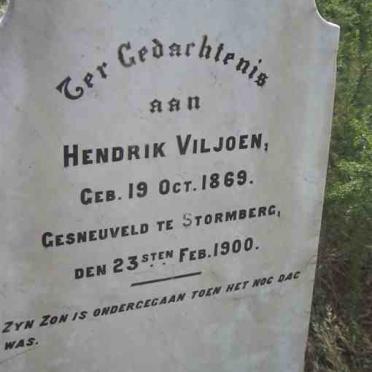 Ter Gedachtenis
aan
HENDRIK VILJOEN,
GEB. 19 OCT. 1869.
GESNEUVELD TE STORMBERG,
DEN 23STEN FEB. 1900.
ZYN ZON IS ONDERGEGAAN TOEN HET NOG DAG
WAS.